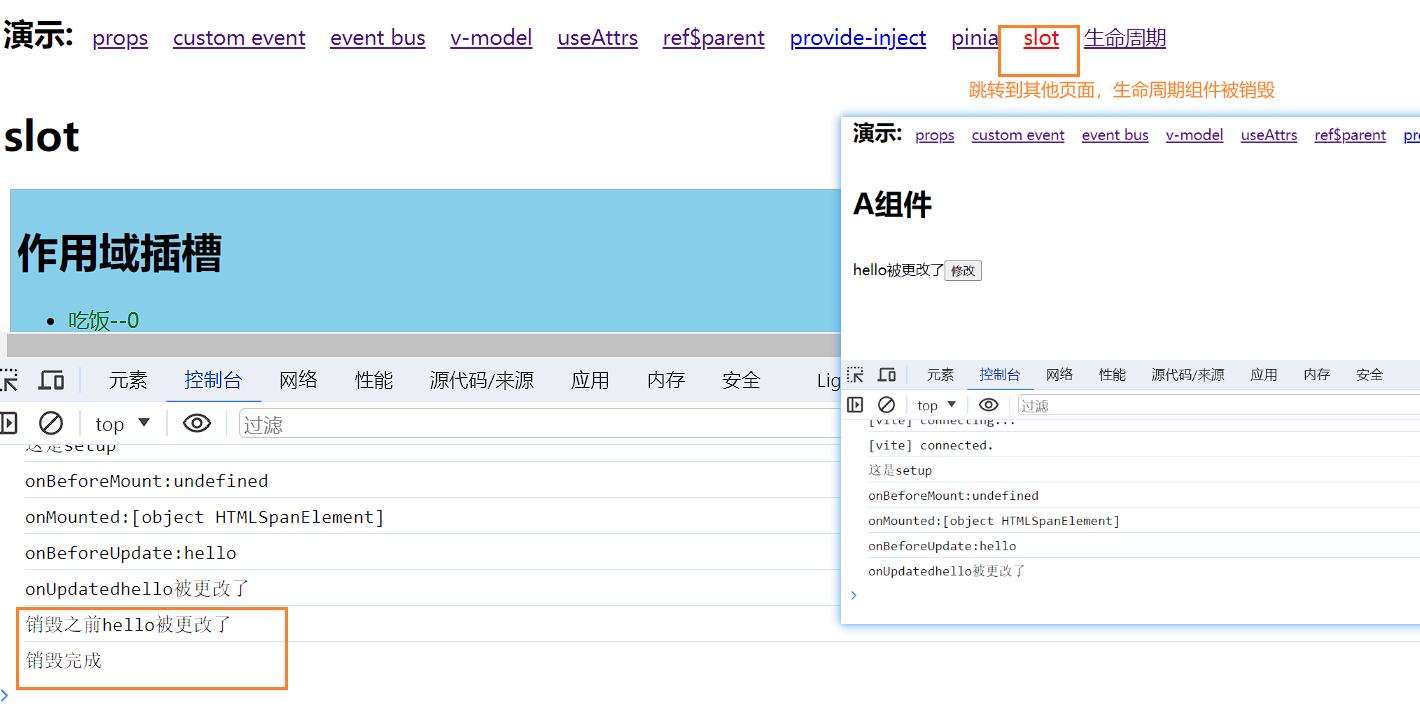 演示: props custom event event bus v-model useAttrs ref$parent provide-inject pinia slot 生命周期
跳转到其他页面，生命周期组件被销毁
slot
作用域插槽
吃饭--0
元素 控制台 网络 性能 源代码/来源 应用 内存 安全 Lig
top 过滤
这是setup
onBeforeMount:undefined
onMounted:[object HTMLSpanElement]
onBeforeUpdate:hello
onUpdatedhello被更改了
销毁之前hello被更改了
销毁完成
演示: props custom event event bus v-model useAttrs ref$parent pr
A组件
hello被更改了 修改
元素 控制台 网络 性能 源代码/来源 应用 内存 安全
top 过滤
[vite] connecting...
[vite] connected.
这是setup
onBeforeMount:undefined
onMounted:[object HTMLSpanElement]
onBeforeUpdate:hello
onUpdatedhello被更改了